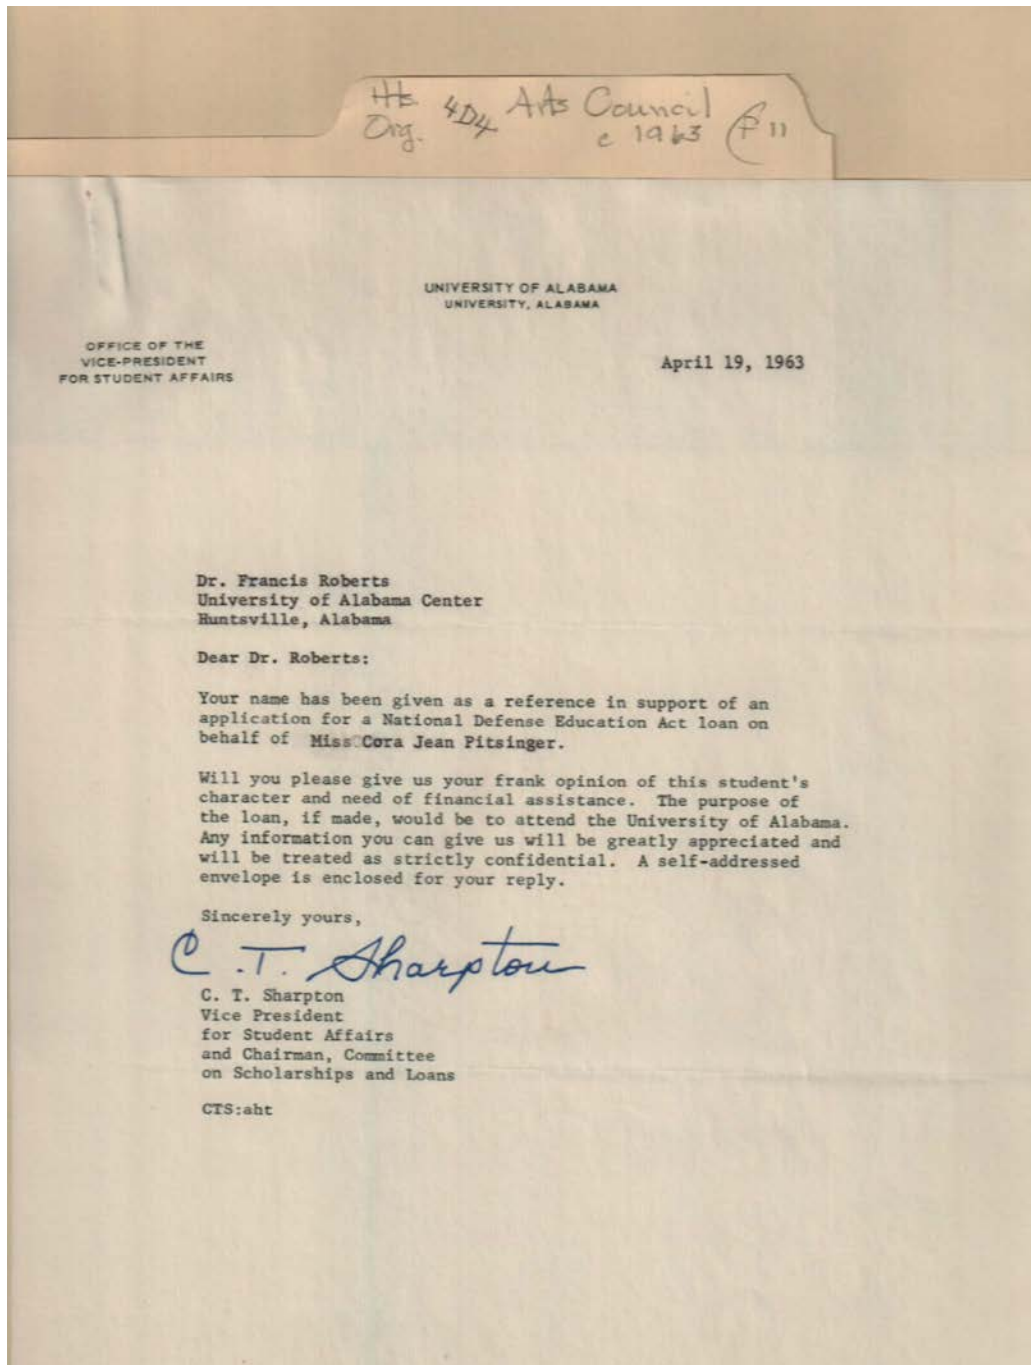 Hts. 4D4 Arts Council
Org. c 1963 F 11
UNIVERSITY OF ALABAMA
UNIVERSITY, ALABAMA
OFFICE OF THE
VICE-PRESIDENT
FOR STUDENT AFFAIRS
April 19, 1963
Dr. Francis Roberts
University of Alabama Center
Huntsville, Alabama
Dear Dr. Roberts:
Your name has been given as a reference in support of an
application for a National Defense Education Act loan on
behalf of Miss Cora Jean Pitsinger.
Will you please give us your frank opinion of this student's
character and need of financial assistance. The purpose of
the loan, if made, would be to attend the University of Alabama.
Any information you can give us will be greatly appreciated and
will be treated as strictly confidential. A self-addressed
envelope is enclosed for your reply.
Sincerely yours,
C. T. Sharpton
C. T. Sharpton
Vice President
for Student Affairs
and Chairman, Committee
on Scholarships and Loans
CTS:aht